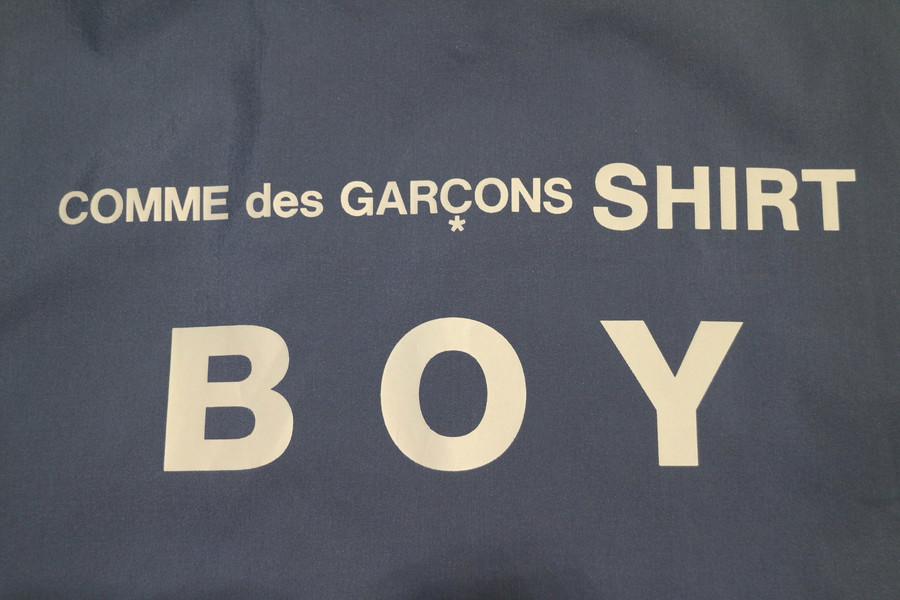 COMME des GARÇONS SHIRT
BOY